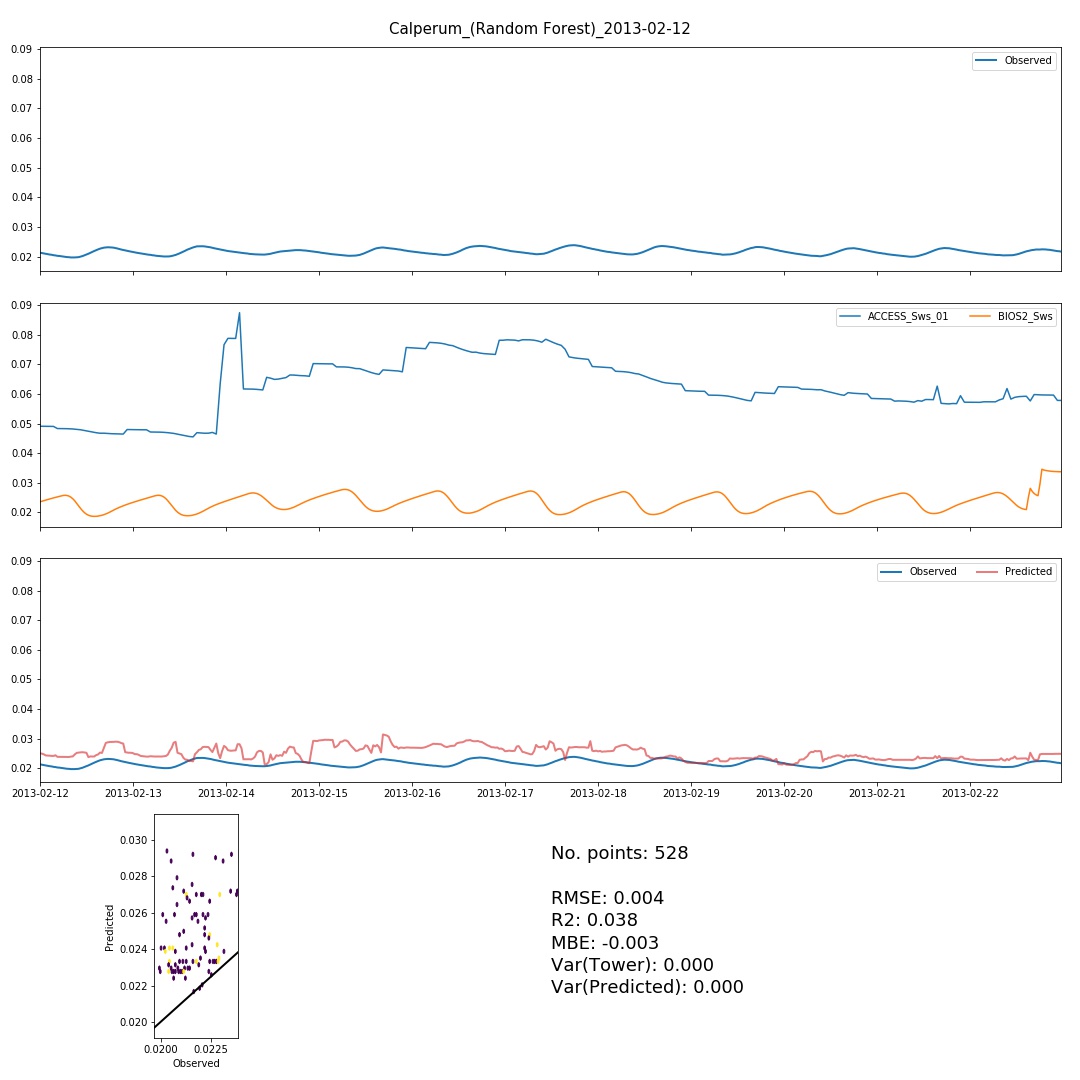 Calperum_(Random Forest)_2013-02-12
0.09
0.08
0.07
0.06
0.05
0.04
0.03
0.02
Observed
0.09
0.08
0.07
0.06
0.05
0.04
0.03
0.02
ACCESS_Sws_01 BIOS2_Sws
0.09
0.08
0.07
0.06
0.05
0.04
0.03
0.02
Observed Predicted
2013-02-12 2013-02-13 2013-02-14 2013-02-15 2013-02-16 2013-02-17 2013-02-18 2013-02-19 2013-02-20 2013-02-21 2013-02-22
0.030
0.028
0.026
0.024
0.022
0.020
Predicted
0.0200 0.0225
Observed
No. points: 528
RMSE: 0.004
R2: 0.038
MBE: -0.003
Var(Tower): 0.000
Var(Predicted): 0.000